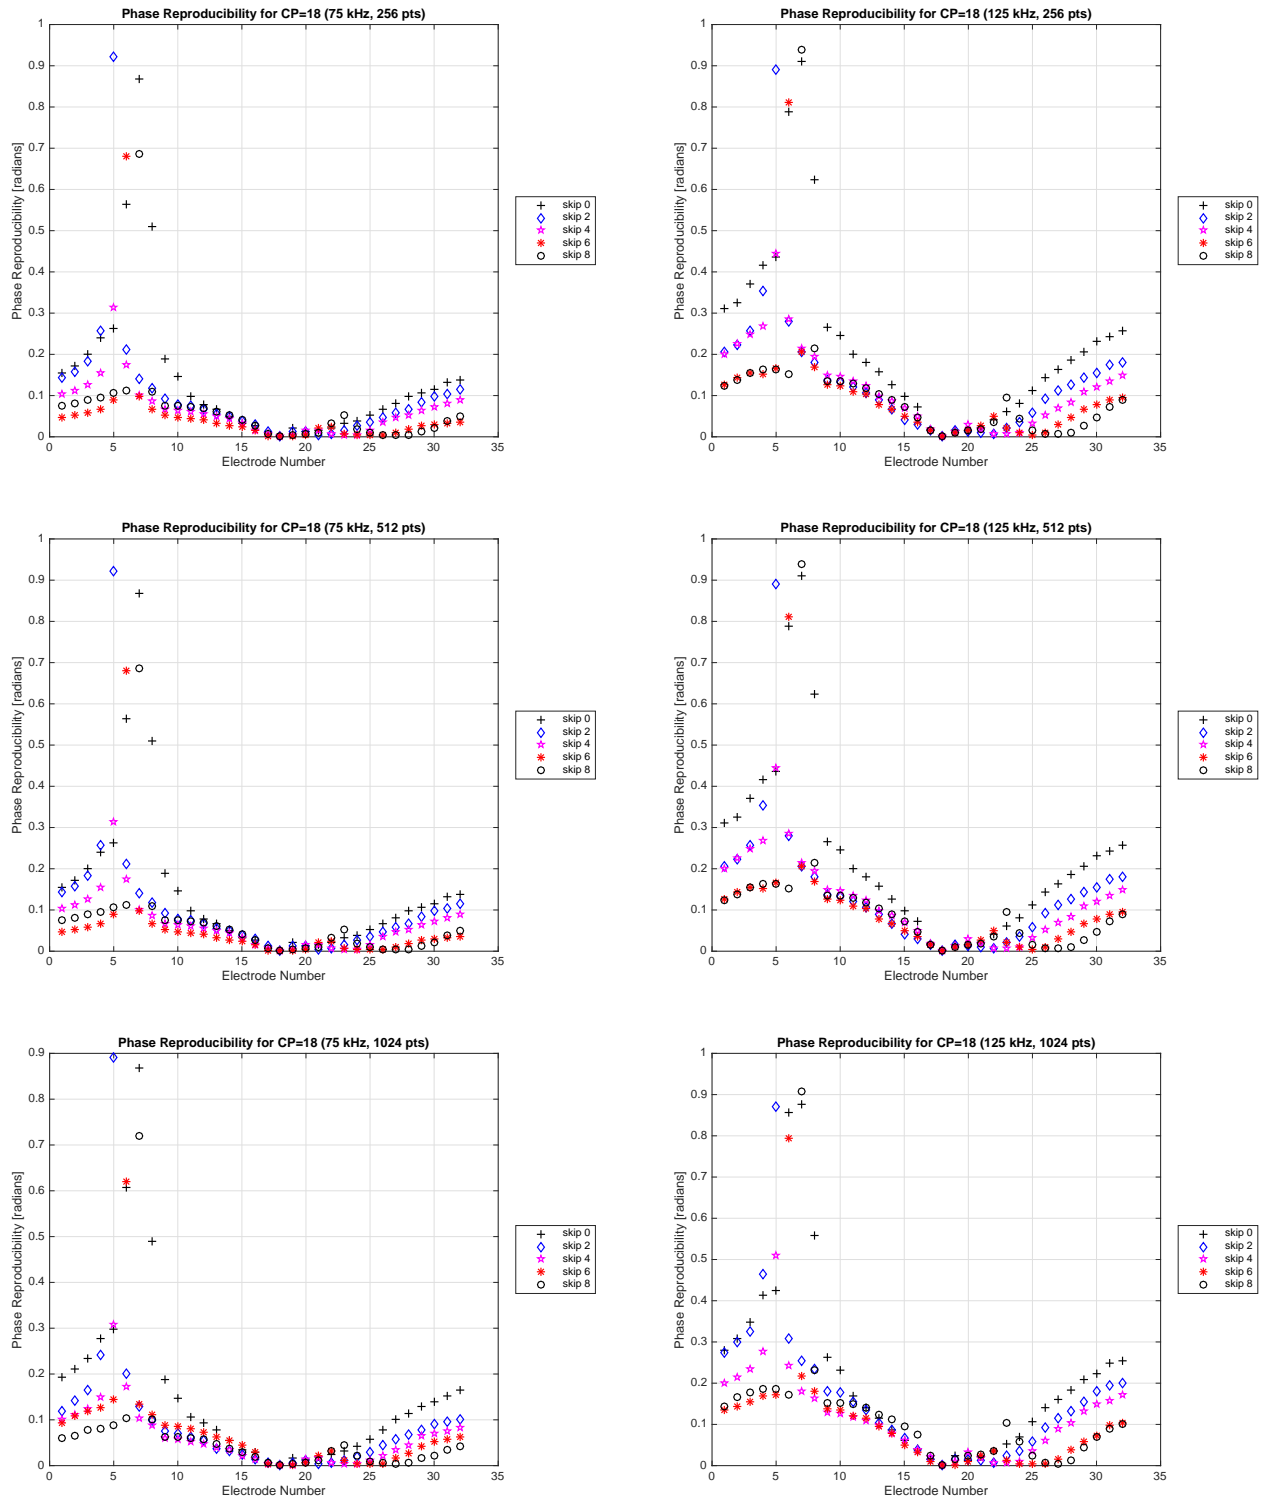 Phase Reproducibility for CP=18 (75 kHz, 256 pts)
Phase Reproducibility [radians]
1
0.9
0.8
0.7
0.6
0.5
0.4
0.3
0.2
0.1
0
0 5 10 15 20 25 30 35
Electrode Number
skip 0
skip 2
skip 4
skip 6
skip 8
Phase Reproducibility for CP=18 (125 kHz, 256 pts)
Phase Reproducibility [radians]
1
0.9
0.8
0.7
0.6
0.5
0.4
0.3
0.2
0.1
0
0 5 10 15 20 25 30 35
Electrode Number
skip 0
skip 2
skip 4
skip 6
skip 8
Phase Reproducibility for CP=18 (75 kHz, 512 pts)
Phase Reproducibility [radians]
1
0.9
0.8
0.7
0.6
0.5
0.4
0.3
0.2
0.1
0
0 5 10 15 20 25 30 35
Electrode Number
skip 0
skip 2
skip 4
skip 6
skip 8
Phase Reproducibility for CP=18 (125 kHz, 512 pts)
Phase Reproducibility [radians]
1
0.9
0.8
0.7
0.6
0.5
0.4
0.3
0.2
0.1
0
0 5 10 15 20 25 30 35
Electrode Number
skip 0
skip 2
skip 4
skip 6
skip 8
Phase Reproducibility for CP=18 (75 kHz, 1024 pts)
Phase Reproducibility [radians]
0.9
0.8
0.7
0.6
0.5
0.4
0.3
0.2
0.1
0
0 5 10 15 20 25 30 35
Electrode Number
skip 0
skip 2
skip 4
skip 6
skip 8
Phase Reproducibility for CP=18 (125 kHz, 1024 pts)
Phase Reproducibility [radians]
1
0.9
0.8
0.7
0.6
0.5
0.4
0.3
0.2
0.1
0
0 5 10 15 20 25 30 35
Electrode Number
skip 0
skip 2
skip 4
skip 6
skip 8